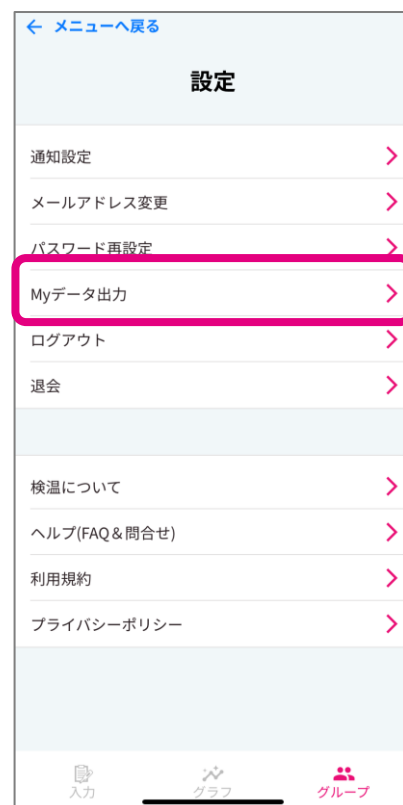 ← メニューへ戻る
設定
通知設定
メールアドレス変更
パスワード再設定
Myデータ出力
ログアウト
退会
検温について
ヘルプ(FAQ&問合せ)
利用規約
プライバシーポリシー
入力 グラフ グループ